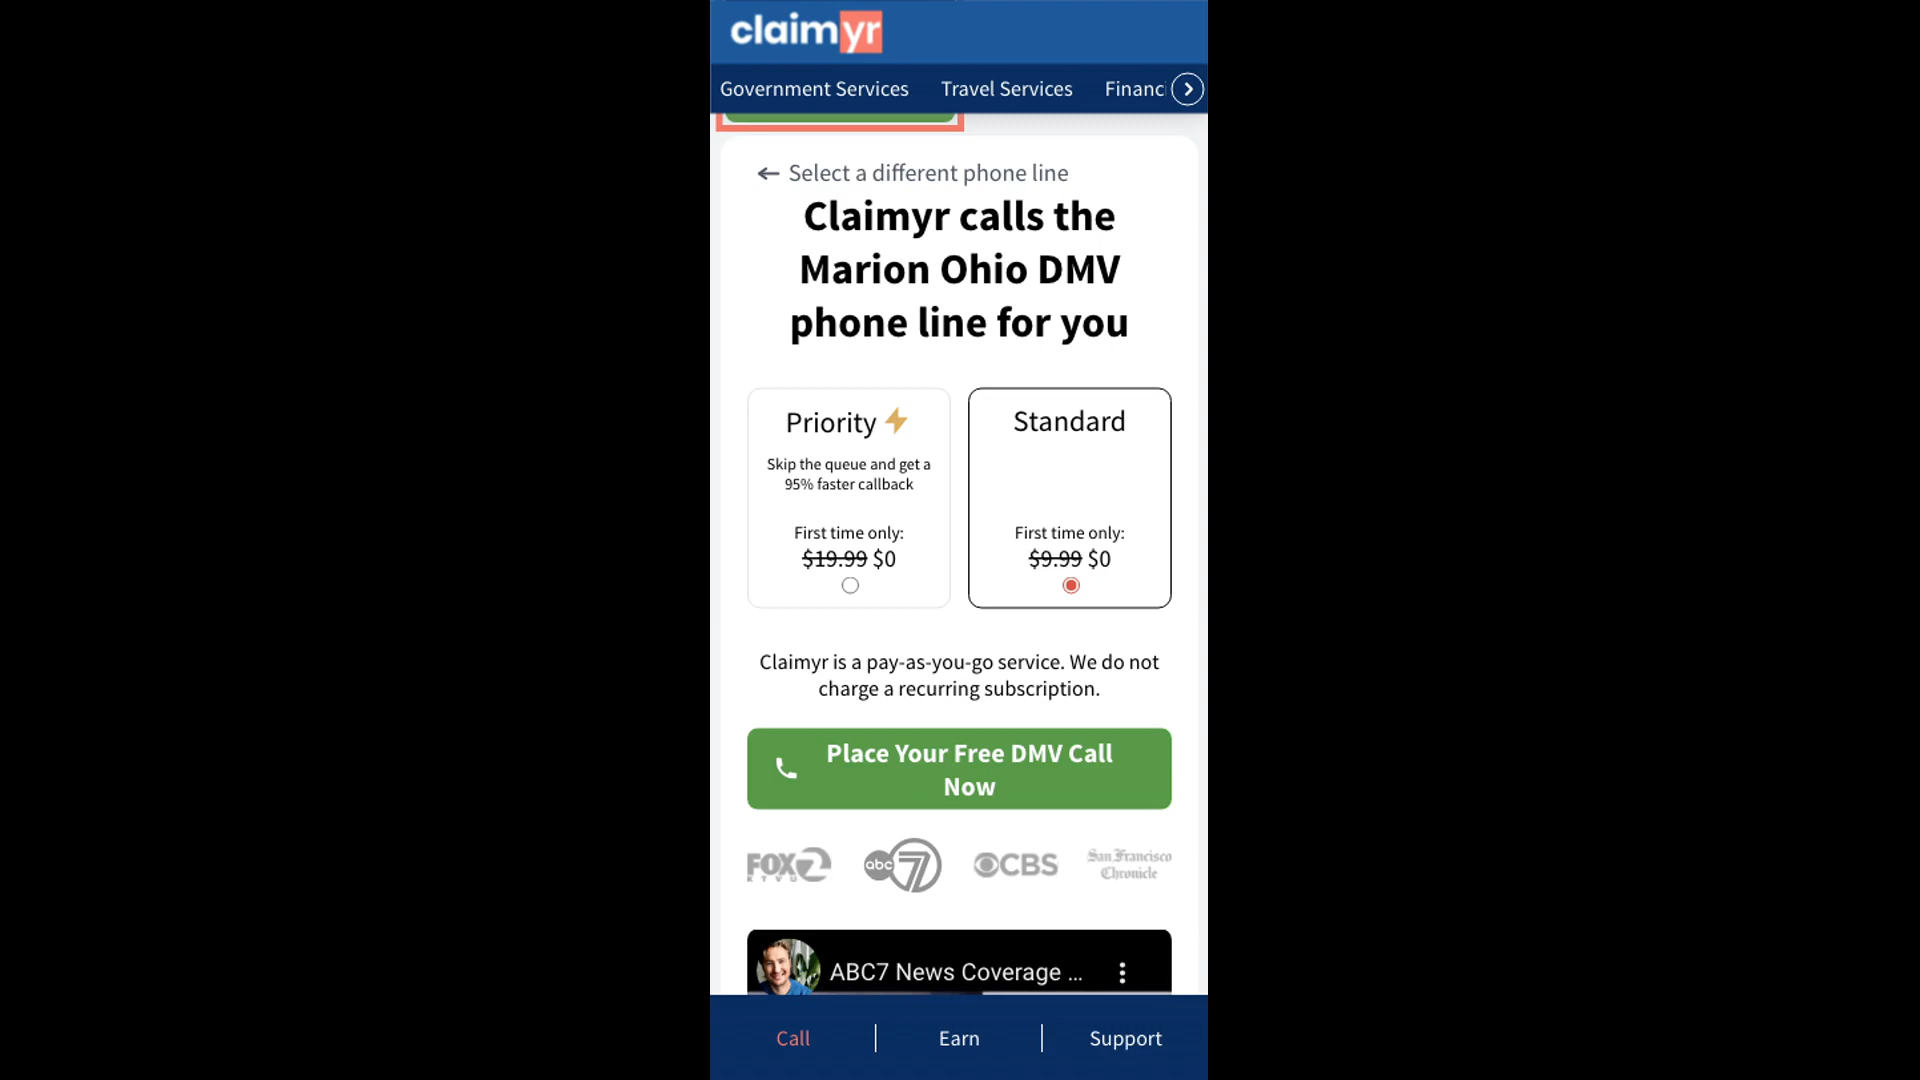 claimyr
Government Services
Travel Services
Financ
← Select a different phone line
Claimyr calls the
Marion Ohio DMV
phone line for you
Priority
Skip the queue and get a
95% faster callback
First time only:
$19.99 $0
Standard
First time only:
$9.99 $0
Claimyr is a pay-as-you-go service. We do not
charge a recurring subscription.
Place Your Free DMV Call
Now
FOX 2
KTVU
abc 7
CBS
San Francisco
Chronicle
ABC7 News Coverage ...
Call
Earn
Support